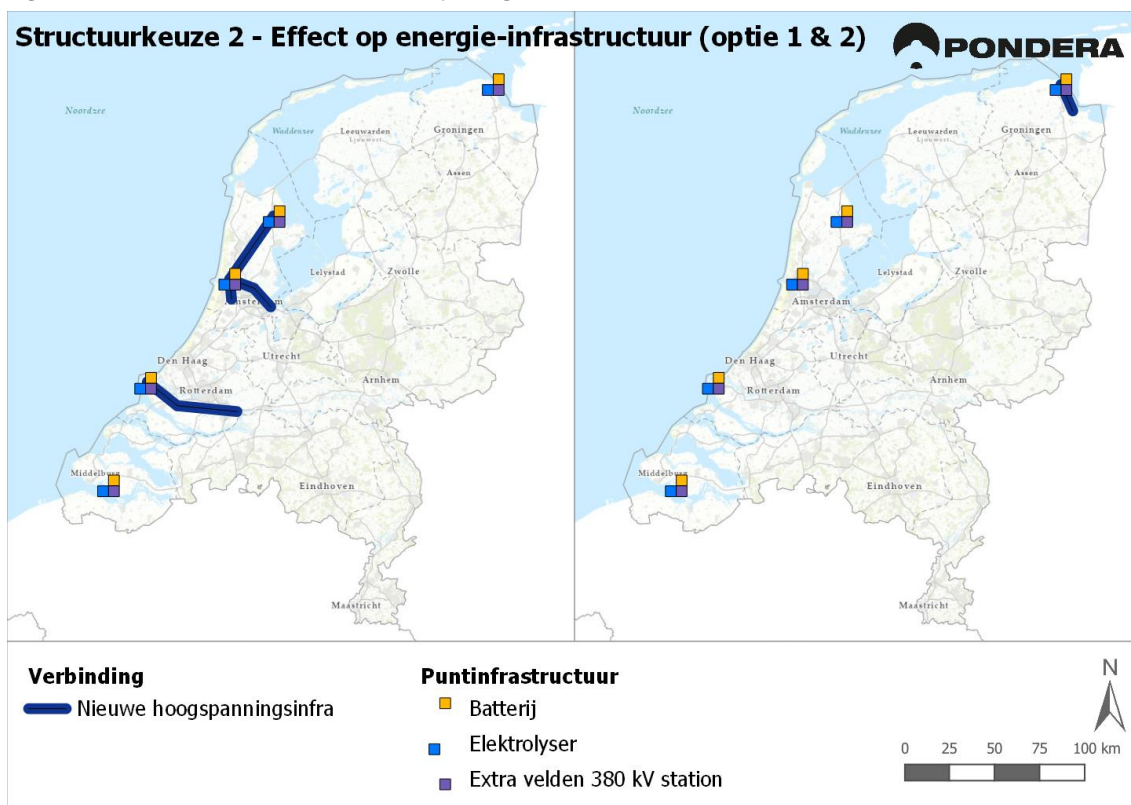 Structuurkeuze 2 - Effect op energie-infrastructuur (optie 1 & 2)
PONDERA
Noordzee
Waddenzee
Leeuwarden
Ljouwert
Groningen
Assen
Lelystad
Zwolle
Amsterdam
Den Haag
Utrecht
Arnhem
Rotterdam
Middelburg
Eindhoven
Maastricht
Noordzee
Waddenzee
Leeuwarden
Ljouwert
Groningen
Assen
Lelystad
Zwolle
Amsterdam
Den Haag
Utrecht
Arnhem
Rotterdam
Middelburg
Eindhoven
Maastricht
Verbinding
Nieuwe hoogspanningsinfra
Puntinfrastructuur
Batterij
Elektrolyser
Extra velden 380 kV station
N
0 25 50 75 100 km